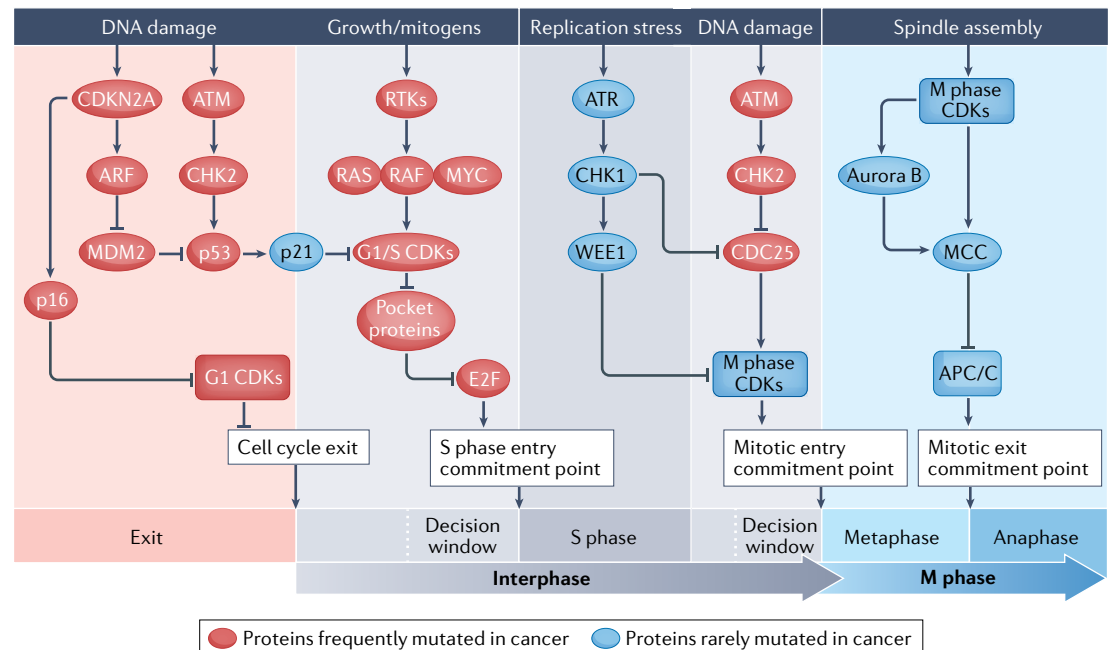 DNA damage
Growth/mitogens
Replication stress
DNA damage
Spindle assembly
CDKN2A
ATM
RTKs
ATR
ATM
M phase
CDKs
ARF
CHK2
RAS
RAF
MYC
CHK1
CHK2
Aurora B
MDM2
p53
p21
G1/S CDKs
WEE1
CDC25
MCC
p16
Pocket
proteins
G1 CDKs
E2F
M phase
CDKs
APC/C
Cell cycle exit
S phase entry
commitment point
Mitotic entry
commitment point
Mitotic exit
commitment point
Exit
Decision
window
S phase
Decision
window
Metaphase
Anaphase
Interphase
M phase
Proteins frequently mutated in cancer
Proteins rarely mutated in cancer